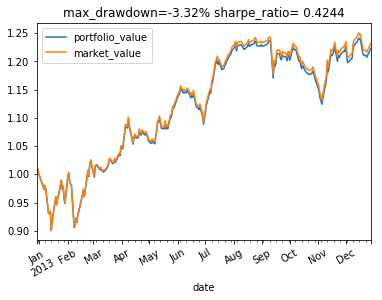 max_drawdown=-3.32% sharpe_ratio= 0.4244
portfolio_value
market_value
1.25
1.20
1.15
1.10
1.05
1.00
0.95
0.90
Jan
2013
Feb
Mar
Apr
May
Jun
Jul
Aug
Sep
Oct
Nov
Dec
date